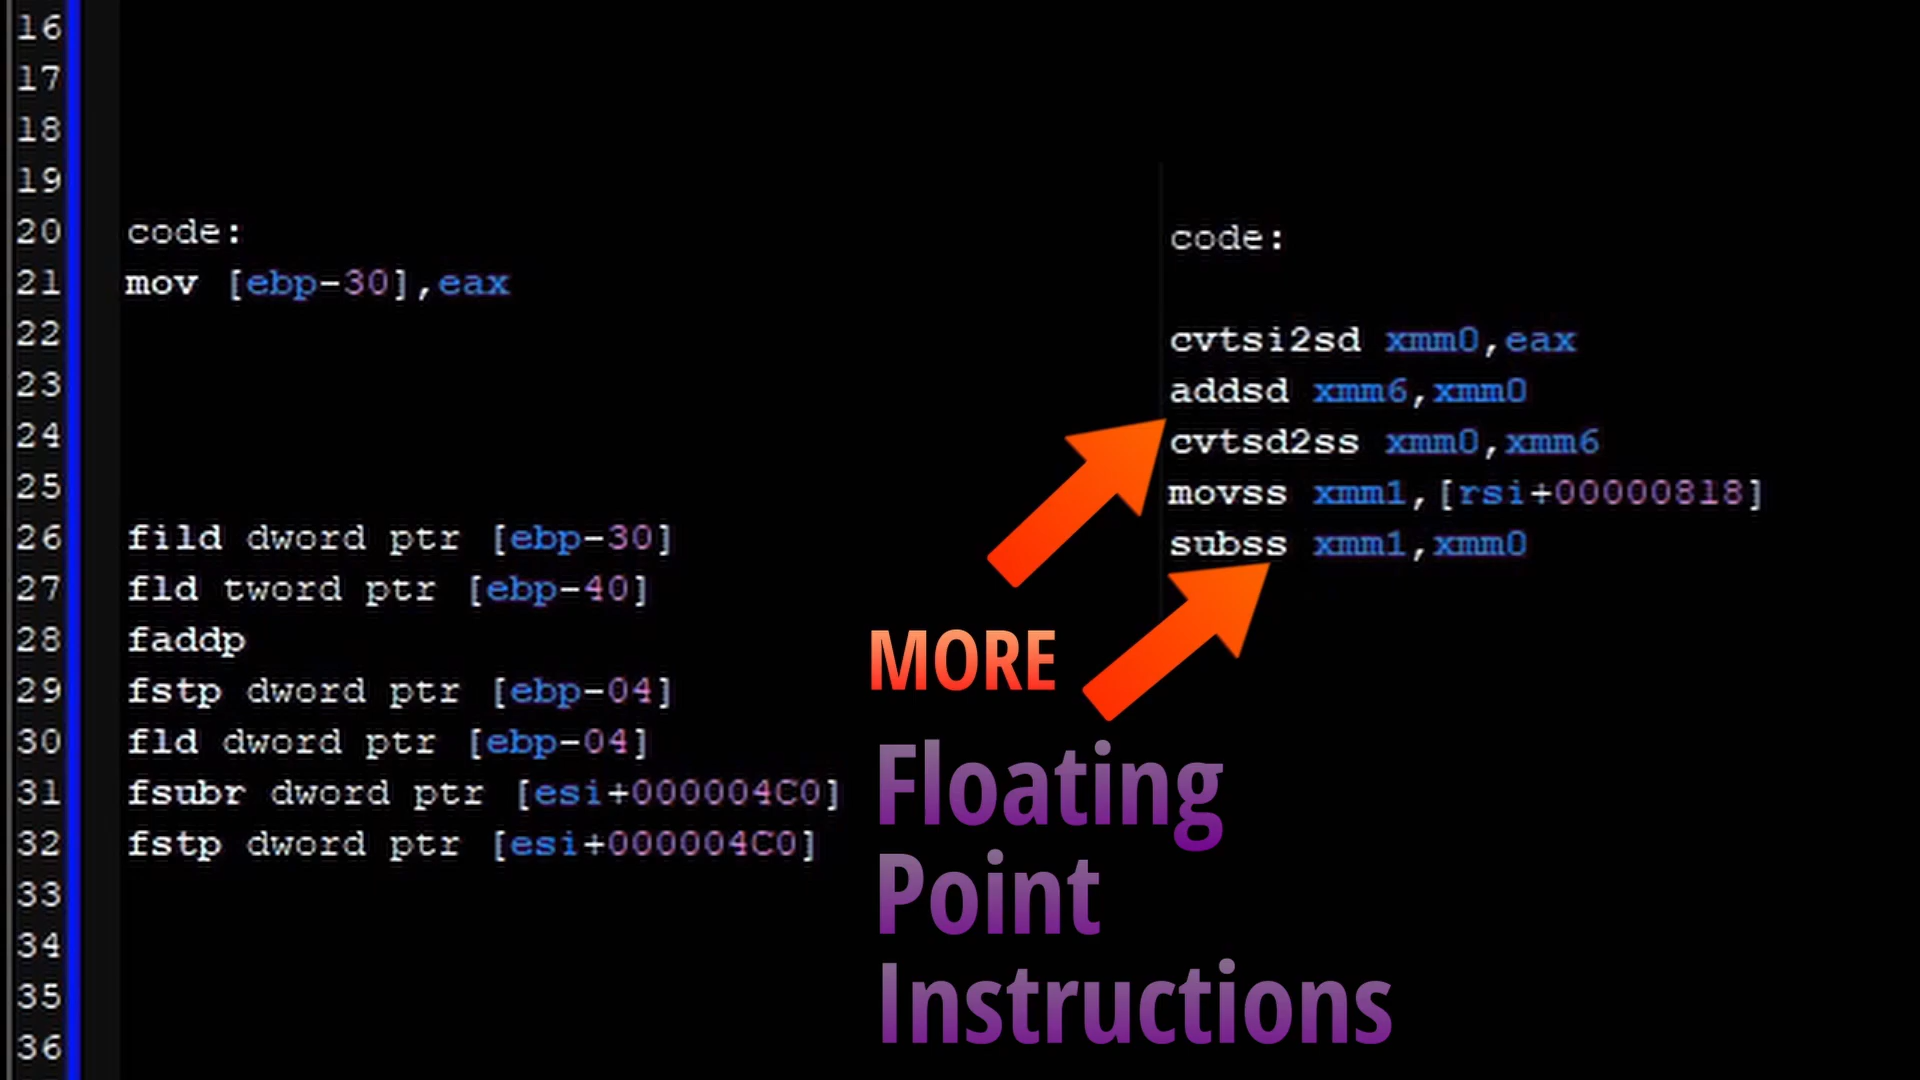 16
17
18
19
20 code:
21 mov [ebp-30],eax
22
23
24
25
26 fild dword ptr [ebp-30]
27 fld tword ptr [ebp-40]
28 faddp
29 fstp dword ptr [ebp-04]
30 fld dword ptr [ebp-04]
31 fsubr dword ptr [esi+000004C0]
32 fstp dword ptr [esi+000004C0]
33
34
35
36
code:
cvtsi2sd xmm0,eax
addsd xmm6,xmm0
cvtsd2ss xmm0,xmm6
movss xmm1,[rsi+00000818]
subss xmm1,xmm0
MORE
Floating
Point
Instructions